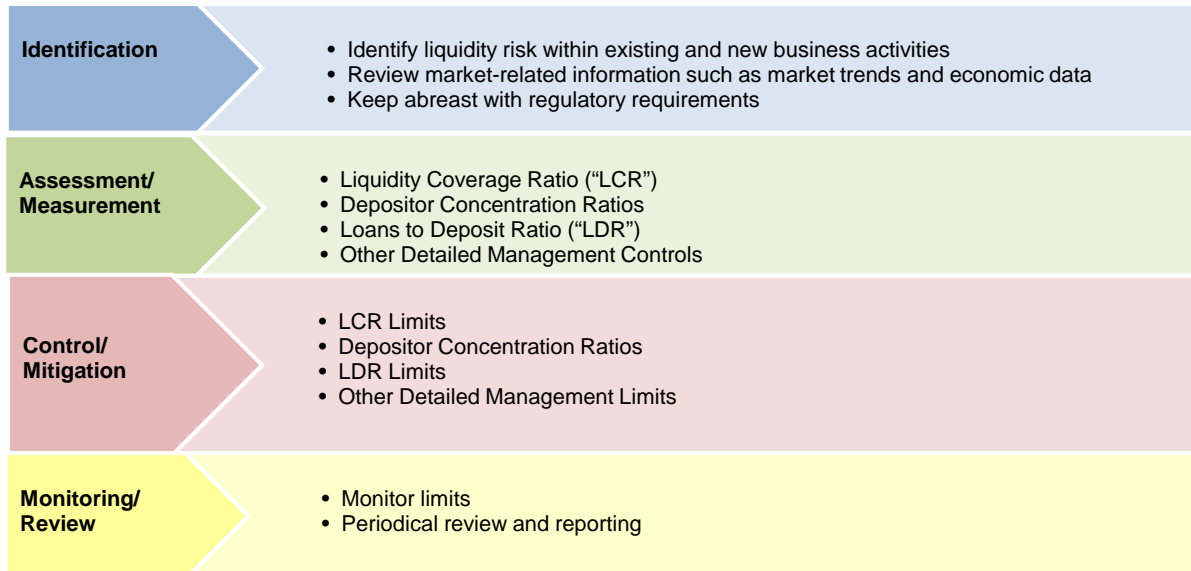 Identification
• Identify liquidity risk within existing and new business activities
• Review market-related information such as market trends and economic data
• Keep abreast with regulatory requirements
Assessment/
Measurement
• Liquidity Coverage Ratio (“LCR”)
• Depositor Concentration Ratios
• Loans to Deposit Ratio (“LDR”)
• Other Detailed Management Controls
Control/
Mitigation
• LCR Limits
• Depositor Concentration Ratios
• LDR Limits
• Other Detailed Management Limits
Monitoring/
Review
• Monitor limits
• Periodical review and reporting